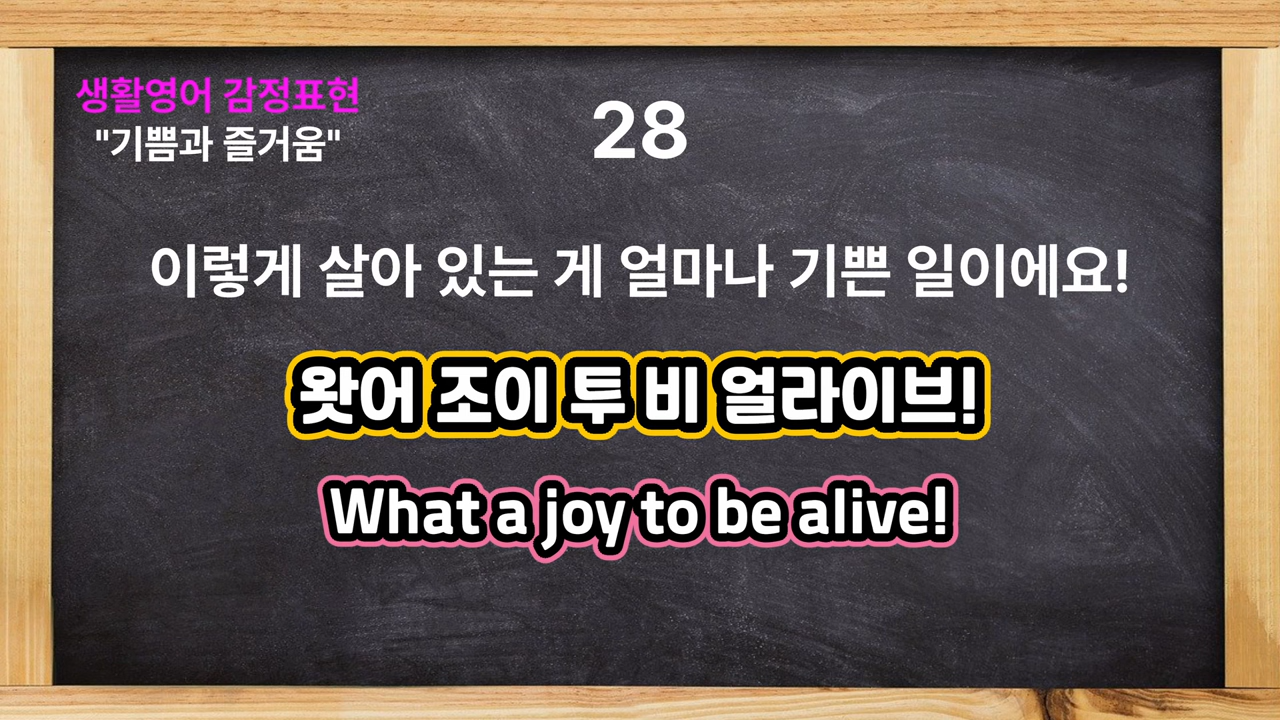 생활영어 감정표현
"기쁨과 즐거움"
28
이렇게 살아 있는 게 얼마나 기쁜 일이에요!
왓어 조이 투 비 얼라이브!
What a joy to be alive!